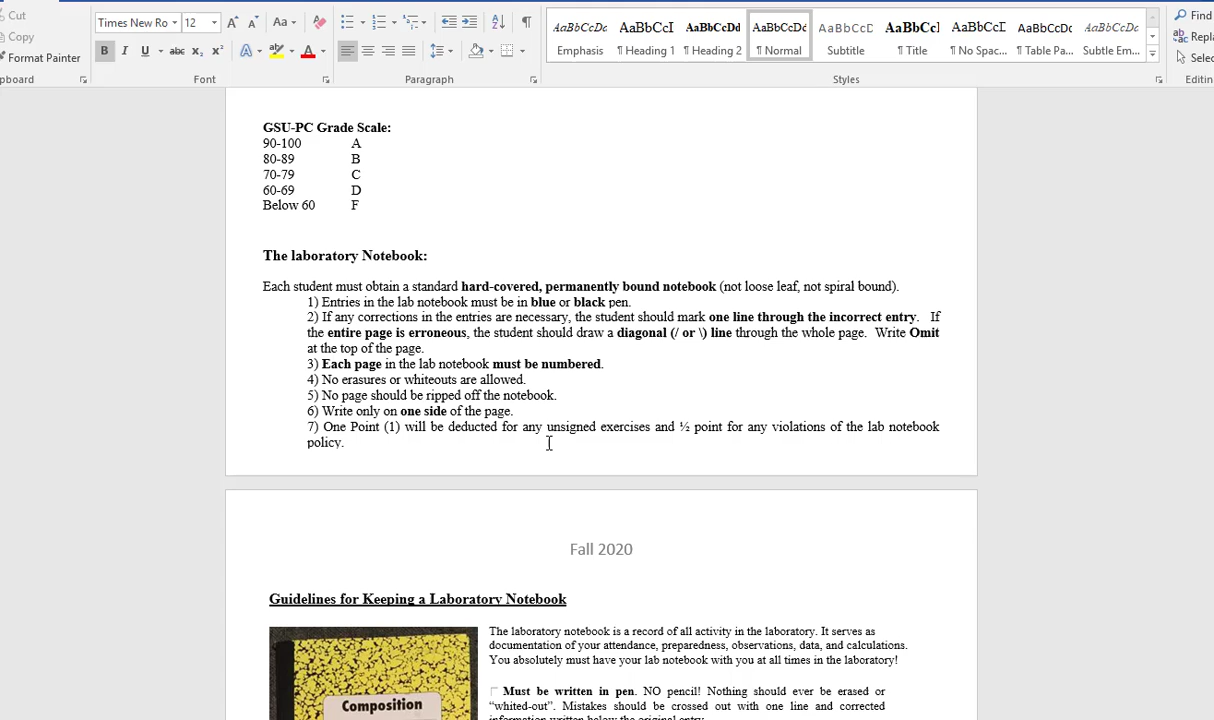 Cut
Copy
Format Painter
pboard
Times New Ro 12 Aa
B I U abc x₂ x² A A
Font
Paragraph
AaBbCcDc AaBbCcI AaBbCcDd AaBbCcDd AaBbCcD AaBbCcI AaBbCcD AaBbCcDc AaBbCcDc
Emphasis ¶ Heading 1 ¶ Heading 2 ¶ Normal Subtitle ¶ Title ¶ No Spac... ¶ Table Pa... Subtle Em...
Styles
Find
Repla
Selec
Editin
GSU-PC Grade Scale:
90-100 A
80-89 B
70-79 C
60-69 D
Below 60 F
The laboratory Notebook:
Each student must obtain a standard hard-covered, permanently bound notebook (not loose leaf, not spiral bound).
1) Entries in the lab notebook must be in blue or black pen.
2) If any corrections in the entries are necessary, the student should mark one line through the incorrect entry. If
the entire page is erroneous, the student should draw a diagonal (/ or \) line through the whole page. Write Omit
at the top of the page.
3) Each page in the lab notebook must be numbered.
4) No erasures or whiteouts are allowed.
5) No page should be ripped off the notebook.
6) Write only on one side of the page.
7) One Point (1) will be deducted for any unsigned exercises and ½ point for any violations of the lab notebook
policy.
Fall 2020
Guidelines for Keeping a Laboratory Notebook
Composition
The laboratory notebook is a record of all activity in the laboratory. It serves as
documentation of your attendance, preparedness, observations, data, and calculations.
You absolutely must have your lab notebook with you at all times in the laboratory!
Must be written in pen. NO pencil! Nothing should ever be erased or
“whited-out”. Mistakes should be crossed out with one line and corrected
information written below the original entry.